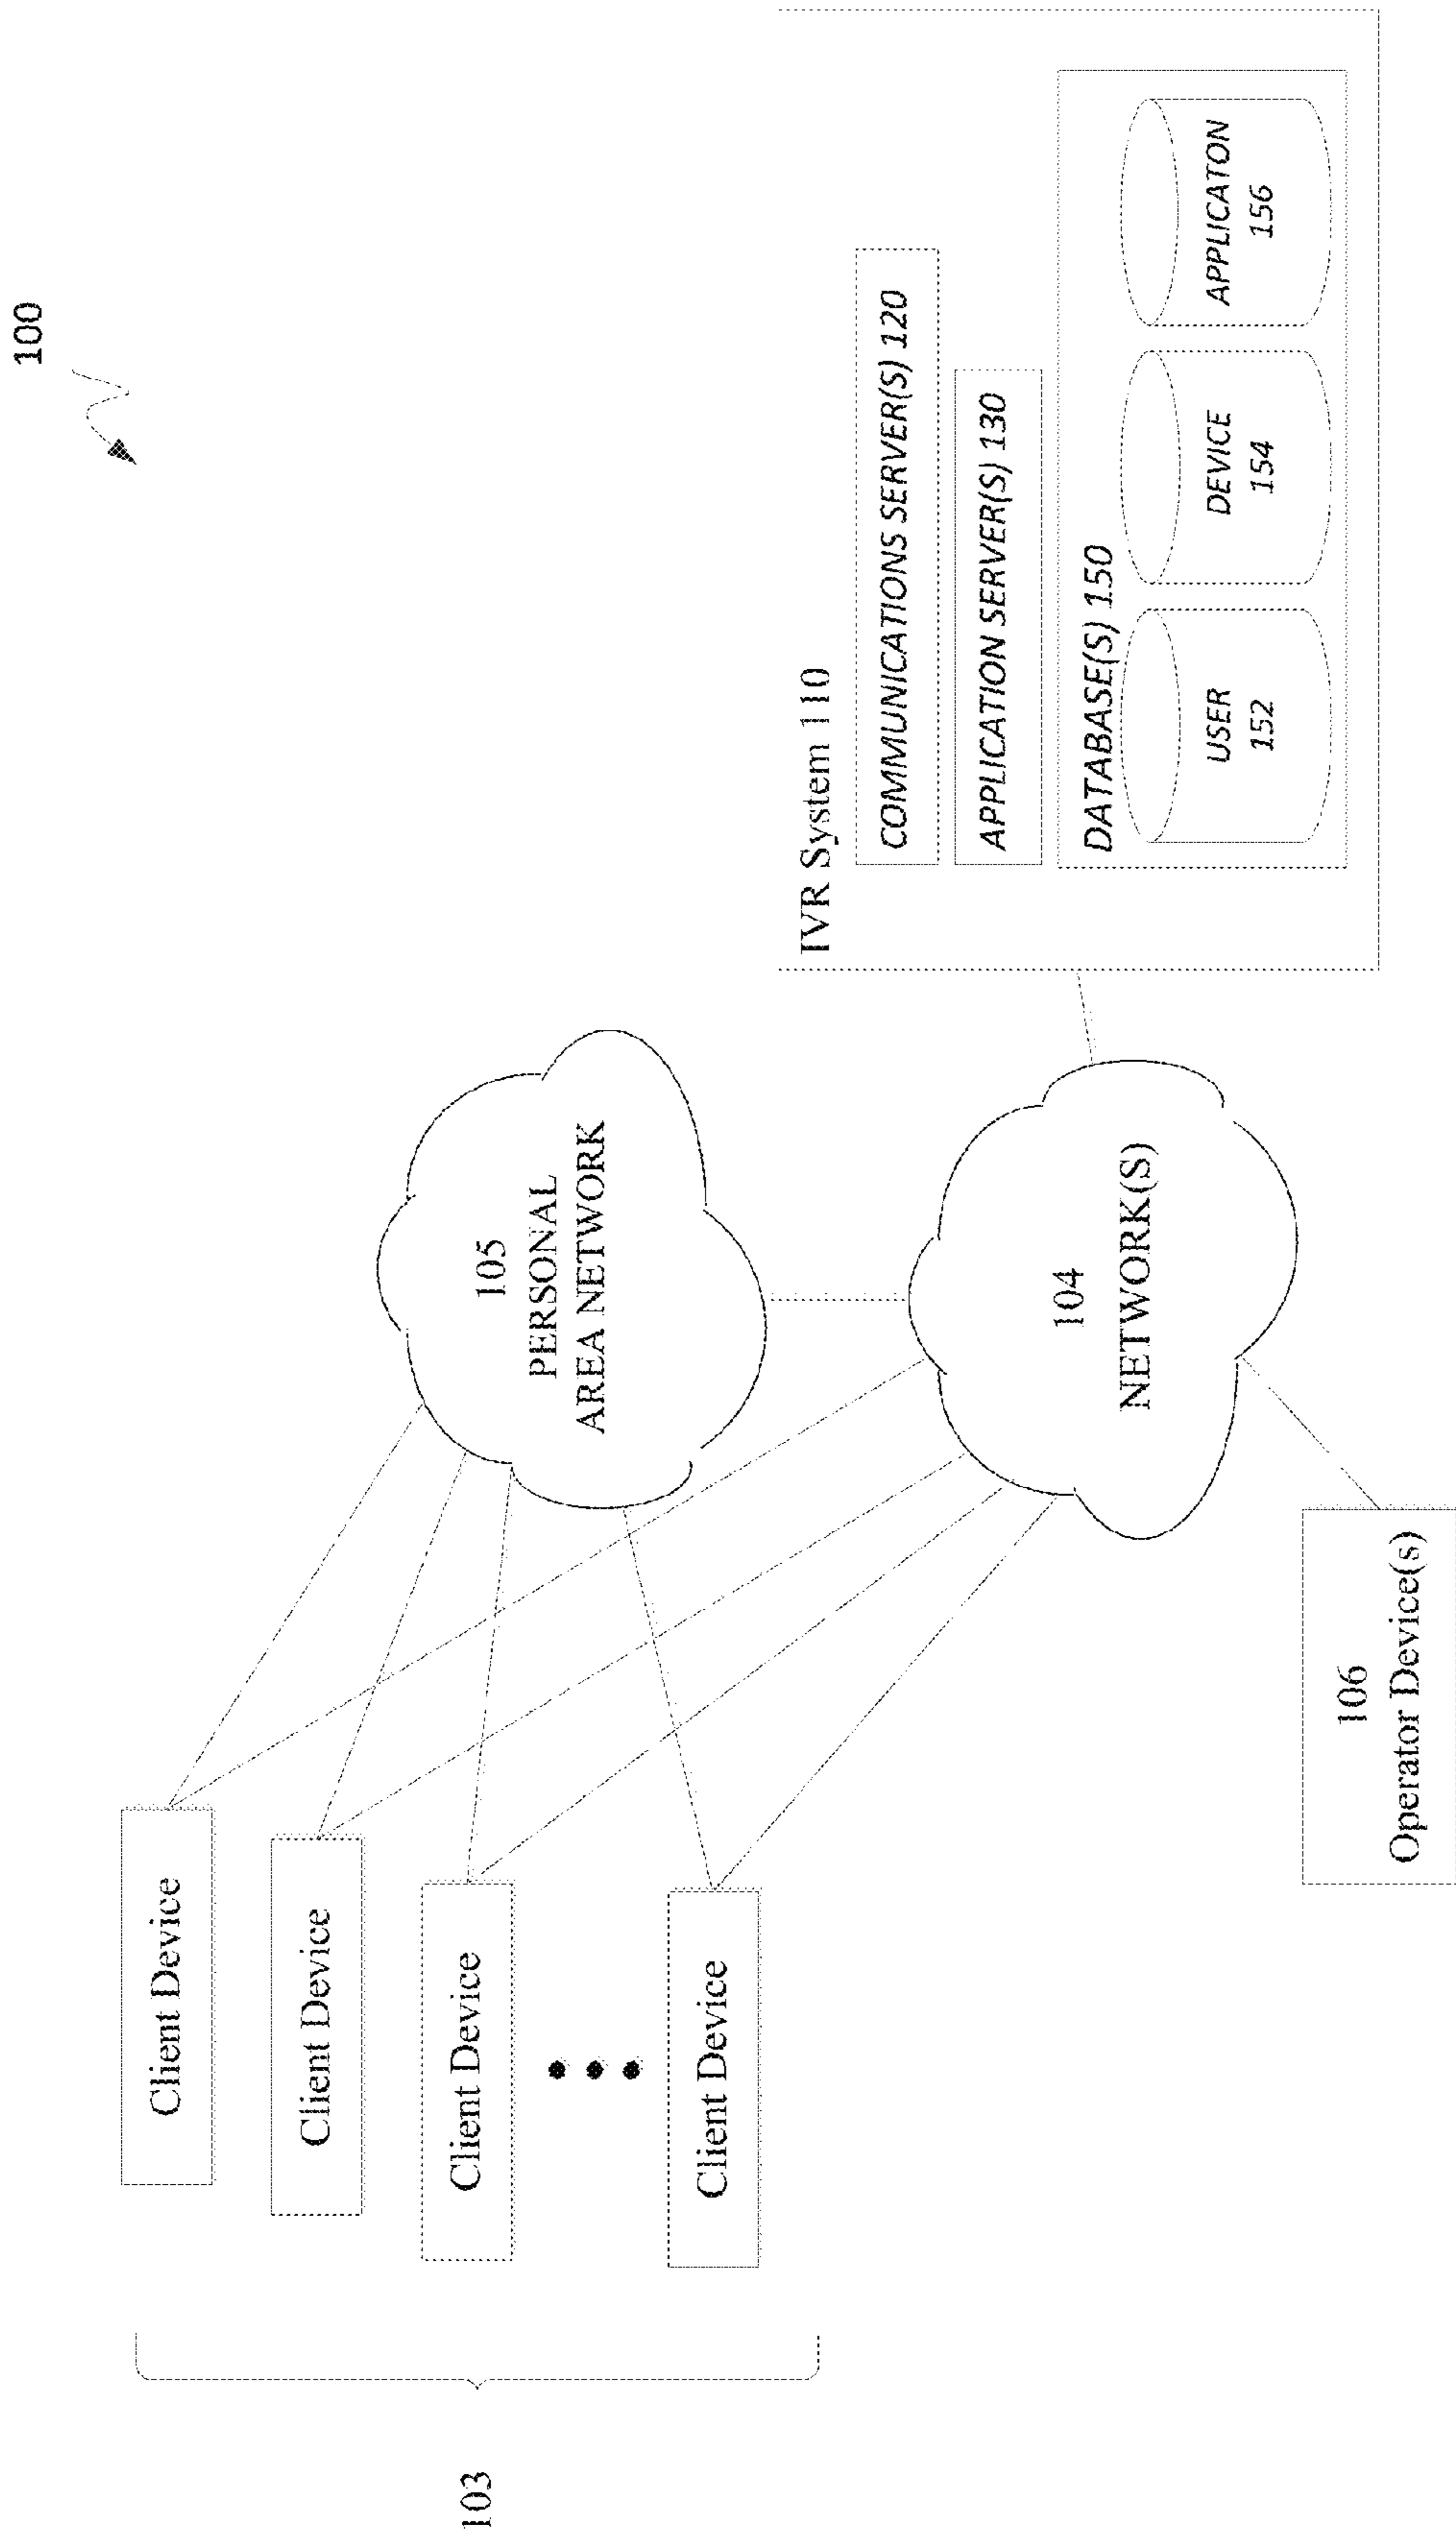 100
Client Device
Client Device
Client Device
Client Device
103
105
PERSONAL
AREA NETWORK
104
NETWORK(S)
106
Operator Device(s)
IVR System 110
COMMUNICATIONS SERVER(S) 120
APPLICATION SERVER(S) 130
DATABASE(S) 150
USER
152
DEVICE
154
APPLICATON
156